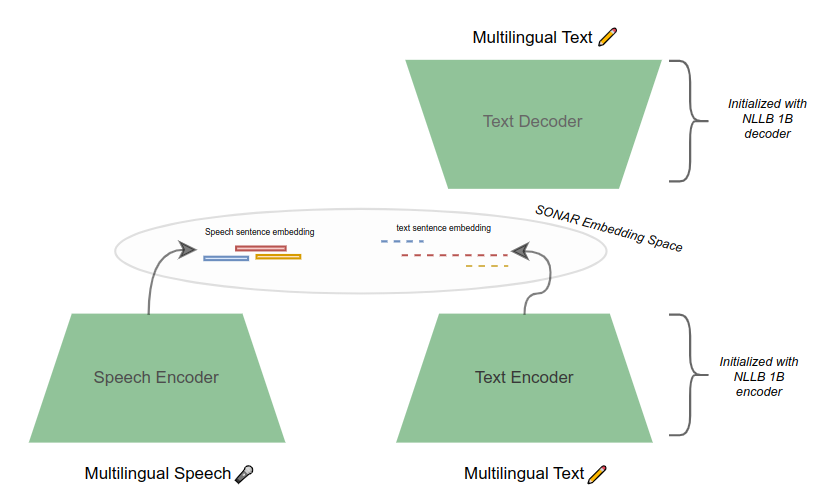 Multilingual Text
Text Decoder
Initialized with
NLLB 1B
decoder
SONAR Embedding Space
Speech sentence embedding
text sentence embedding
Speech Encoder
Text Encoder
Initialized with
NLLB 1B
encoder
Multilingual Speech
Multilingual Text